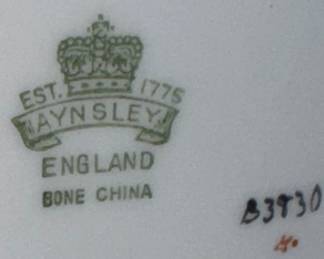 EST. 1775
AYNSLEY
ENGLAND
BONE CHINA
B3930